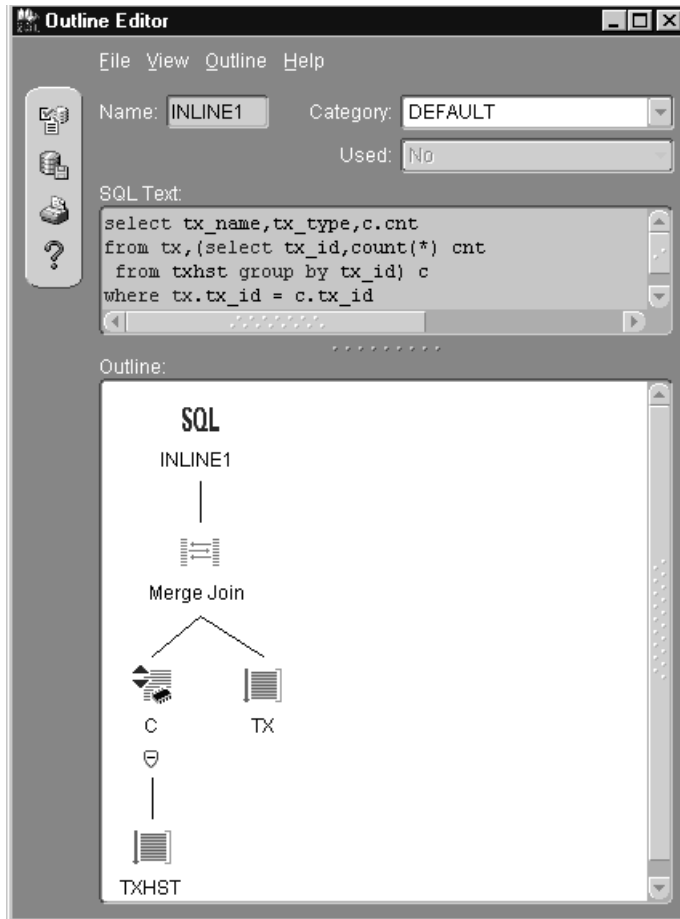 Outline Editor
File View Outline Help
Name: INLINE1 Category: DEFAULT
Used: No
SQL Text:
select tx_name,tx_type,c.cnt
from tx,(select tx_id,count(*) cnt
from txhst group by tx_id) c
where tx.tx_id = c.tx_id
Outline:
SQL
INLINE1
Merge Join
C TX
TXHST